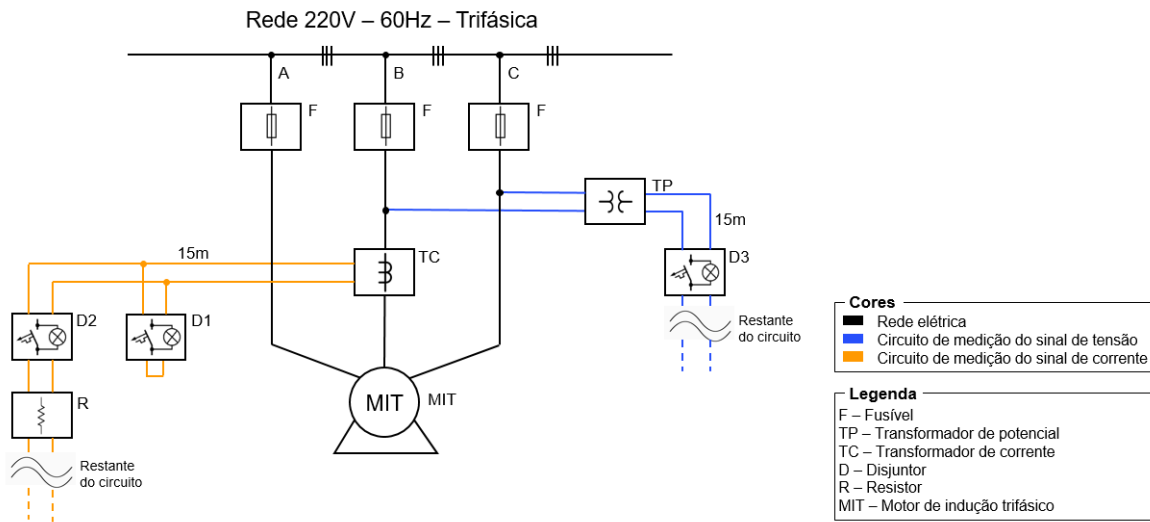 Rede 220V – 60Hz – Trifásica
A
B
C
F
F
F
TP
15m
15m
TC
D3
D2
D1
Restante
do circuito
R
MIT
MIT
Restante
do circuito
Cores
Rede elétrica
Circuito de medição do sinal de tensão
Circuito de medição do sinal de corrente
Legenda
F – Fusível
TP – Transformador de potencial
TC – Transformador de corrente
D – Disjuntor
R – Resistor
MIT – Motor de indução trifásico